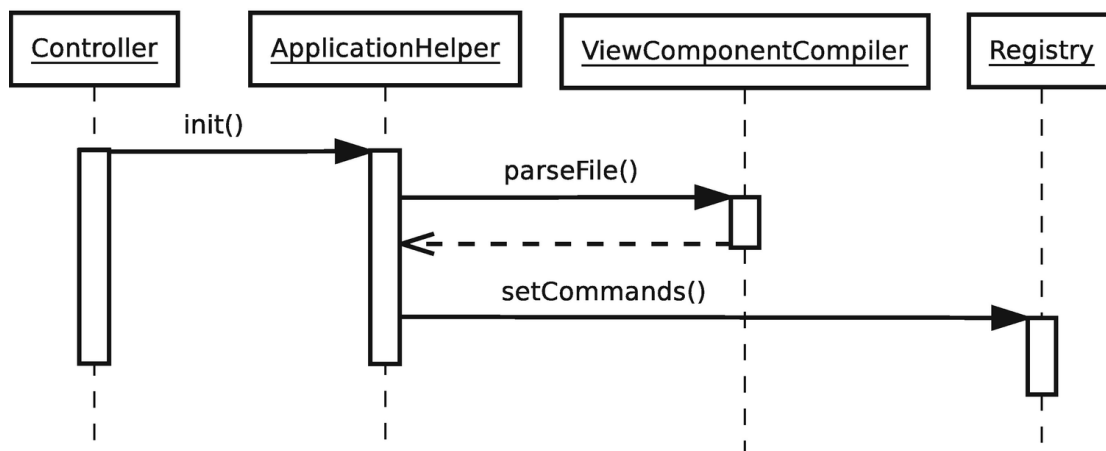 Controller
ApplicationHelper
ViewComponentCompiler
Registry
init()
parseFile()
setCommands()